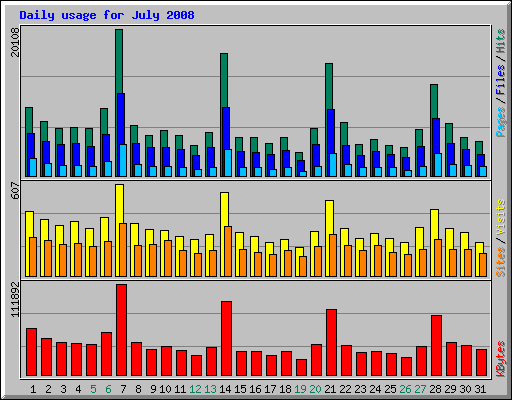 Daily usage for July 2008
20108
Pages / Files / Hits
607
Sites / Visits
111892
KBytes
1 2 3 4 5 6 7 8 9 10 11 12 13 14 15 16 17 18 19 20 21 22 23 24 25 26 27 28 29 30 31